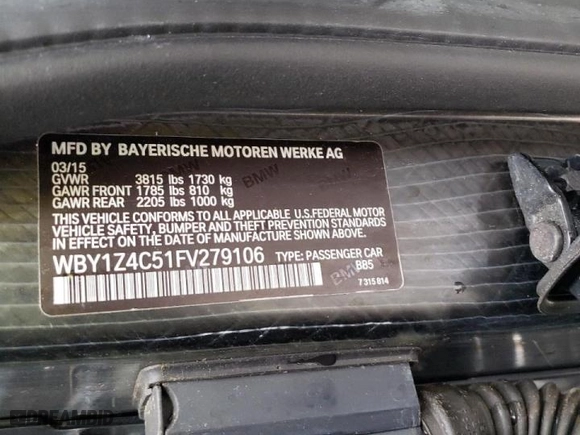 MFD BY BAYERISCHE MOTOREN WERKE AG
03/15
GVWR 3815 lbs 1730 kg
GAWR FRONT 1785 lbs 810 kg
GAWR REAR 2205 lbs 1000 kg
THIS VEHICLE CONFORMS TO ALL APPLICABLE U.S.FEDERAL MOTOR
VEHICLE SAFETY, BUMPER AND THEFT PREVENTION STANDARDS
IN EFFECT ON THE DATE OF MANUFACTURE SHOWN ABOVE.
WBY1Z4C51FV279106 TYPE: PASSENGER CAR
B85
7 315 814
DREAMBID